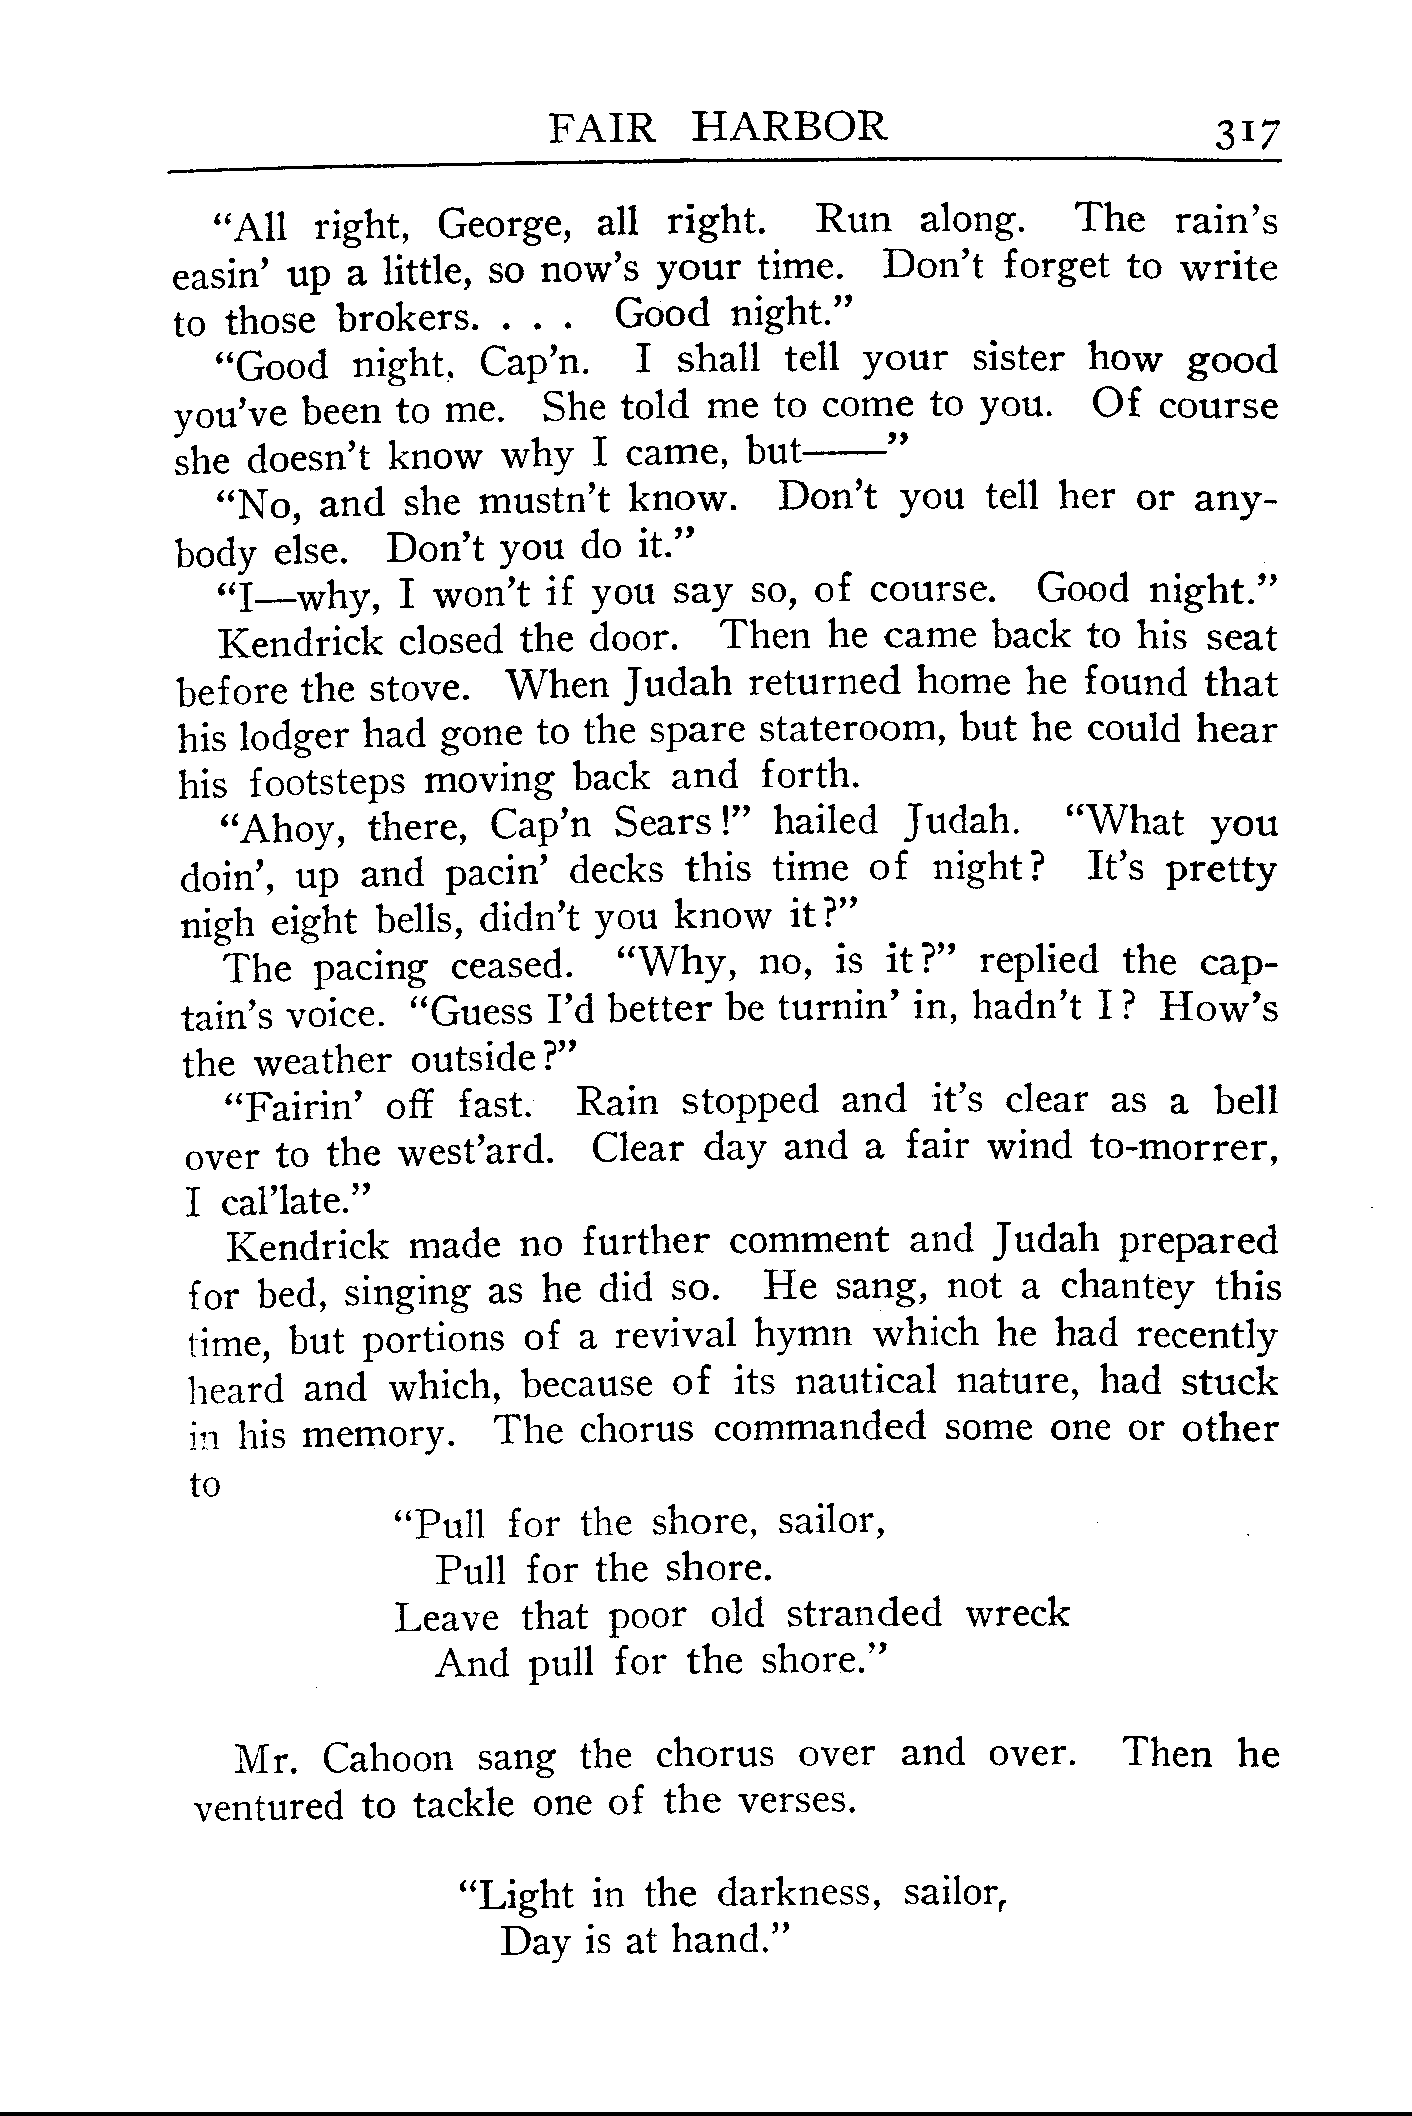 FAIR HARBOR 317
“All right, George, all right. Run along. The rain’s
easin’ up a little, so now’s your time. Don’t forget to write
to those brokers. . . . Good night.”
“Good night, Cap’n. I shall tell your sister how good
you’ve been to me. She told me to come to you. Of course
she doesn’t know why I came, but——”
“No, and she mustn’t know. Don’t you tell her or any-
body else. Don’t you do it.”
“I—why, I won’t if you say so, of course. Good night.”
Kendrick closed the door. Then he came back to his seat
before the stove. When Judah returned home he found that
his lodger had gone to the spare stateroom, but he could hear
his footsteps moving back and forth.
“Ahoy, there, Cap’n Sears!” hailed Judah. “What you
doin’, up and pacin’ decks this time of night? It’s pretty
nigh eight bells, didn’t you know it?”
The pacing ceased. “Why, no, is it?” replied the cap-
tain’s voice. “Guess I’d better be turnin’ in, hadn’t I? How’s
the weather outside?”
“Fairin’ off fast. Rain stopped and it’s clear as a bell
over to the west’ard. Clear day and a fair wind to-morrer,
I cal’late.”
Kendrick made no further comment and Judah prepared
for bed, singing as he did so. He sang, not a chantey this
time, but portions of a revival hymn which he had recently
heard and which, because of its nautical nature, had stuck
in his memory. The chorus commanded some one or other
to
“Pull for the shore, sailor,
Pull for the shore.
Leave that poor old stranded wreck
And pull for the shore.”
Mr. Cahoon sang the chorus over and over. Then he
ventured to tackle one of the verses.
“Light in the darkness, sailor,
Day is at hand.”